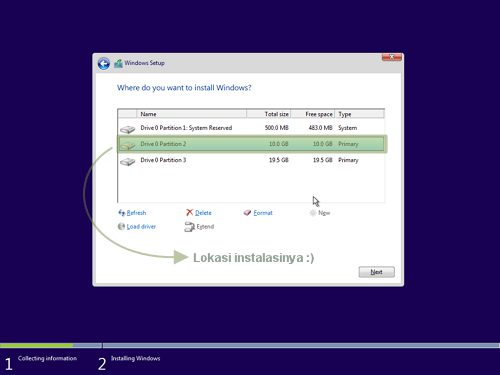 Windows Setup
Where do you want to install Windows?
Name Total size Free space Type
Drive 0 Partition 1: System Reserved 500.0 MB 483.0 MB System
Drive 0 Partition 2 10.0 GB 10.0 GB Primary
Drive 0 Partition 3 19.5 GB 19.5 GB Primary
Refresh Delete Format New
Load driver Extend
Lokasi instalasinya :)
Next
1 Collecting information 2 Installing Windows